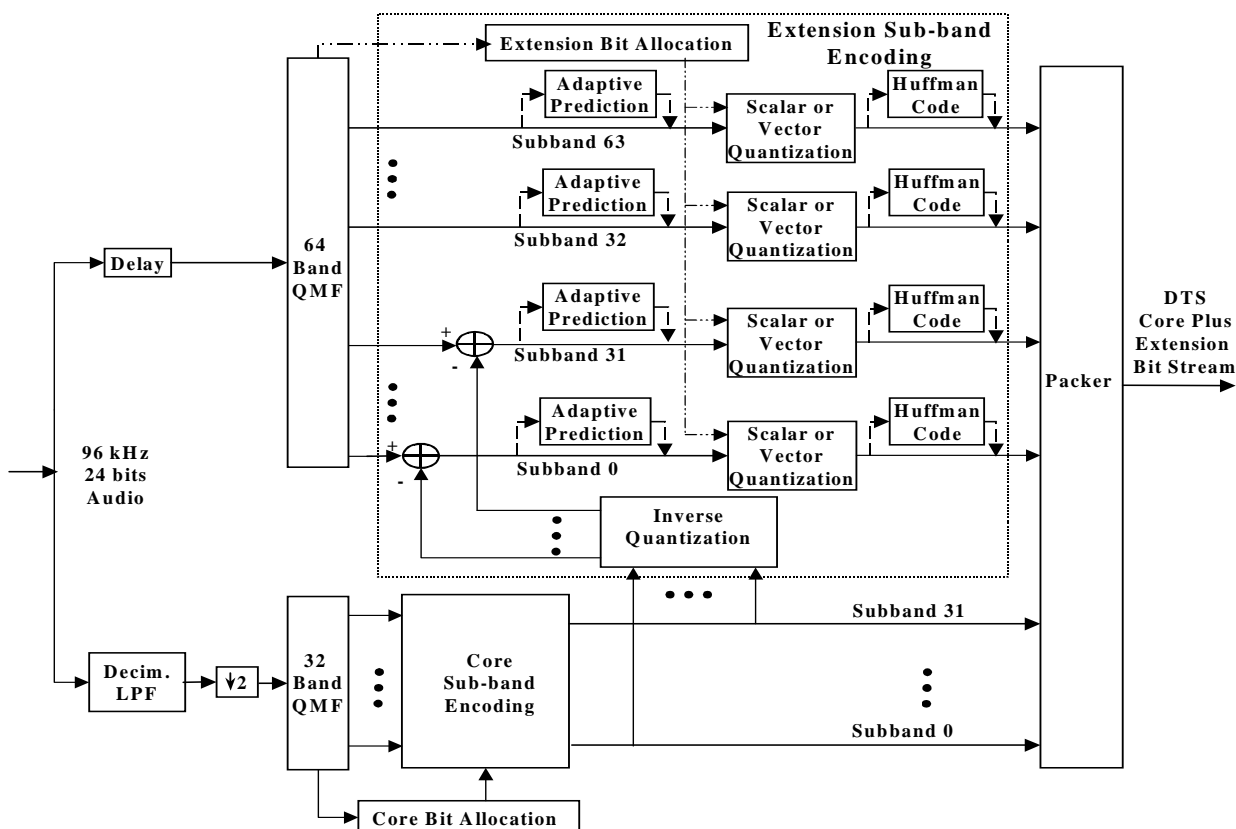 Extension Sub-band
Encoding
Extension Bit Allocation
Adaptive
Prediction
Subband 63
Scalar or
Vector
Quantization
Huffman
Code
Adaptive
Prediction
Subband 32
Scalar or
Vector
Quantization
Huffman
Code
64
Band
QMF
Delay
Adaptive
Prediction
+
-
Subband 31
Scalar or
Vector
Quantization
Huffman
Code
DTS
Core Plus
Extension
Bit Stream
Packer
Adaptive
Prediction
+
-
Subband 0
Scalar or
Vector
Quantization
Huffman
Code
96 kHz
24 bits
Audio
Inverse
Quantization
Subband 31
Decim.
LPF
2
32
Band
QMF
Core
Sub-band
Encoding
Subband 0
Core Bit Allocation